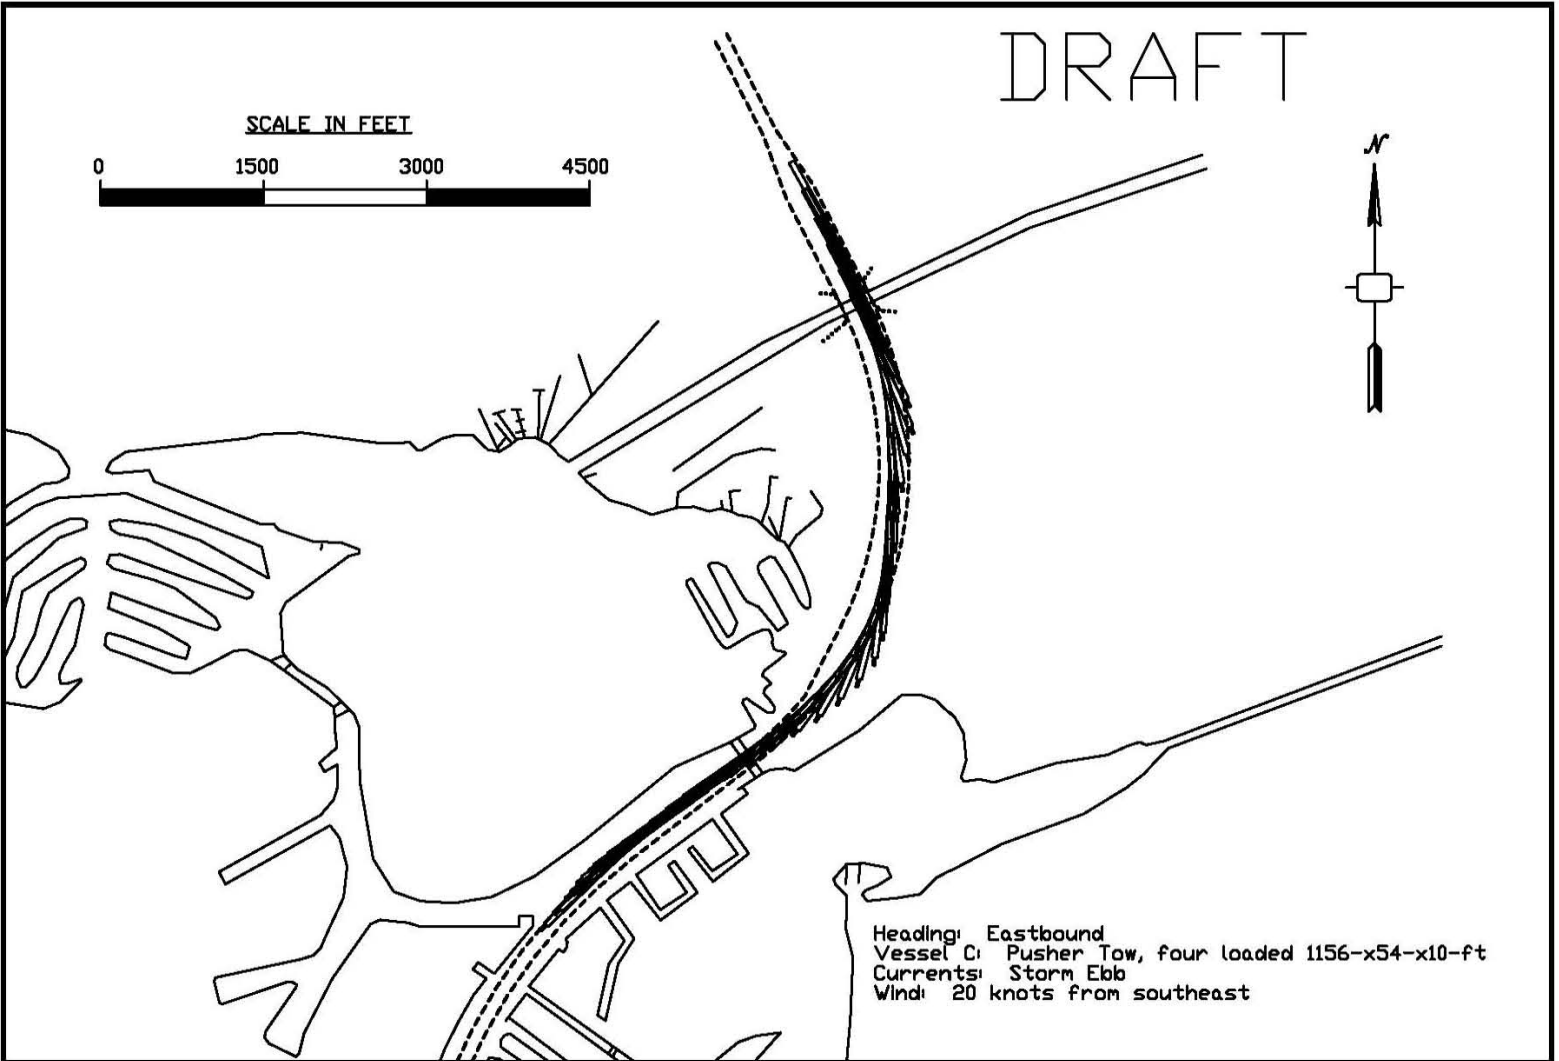 DRAFT
SCALE IN FEET
0 1500 3000 4500
N
Heading: Eastbound
Vessel C: Pusher Tow, four loaded 1156-x54-x10-ft
Currents: Storm Ebb
Wind: 20 knots from southeast